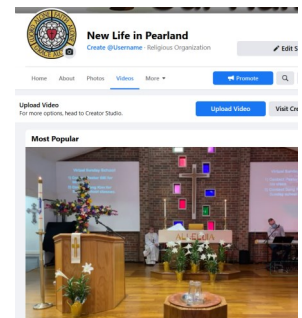 New Life in Pearland
Create @Username · Religious Organization
Edit S
Home About Photos Videos More
Promote
Upload Video
For more options, head to Creator Studio.
Upload Video
Visit Cre
Most Popular
ALLELUIA